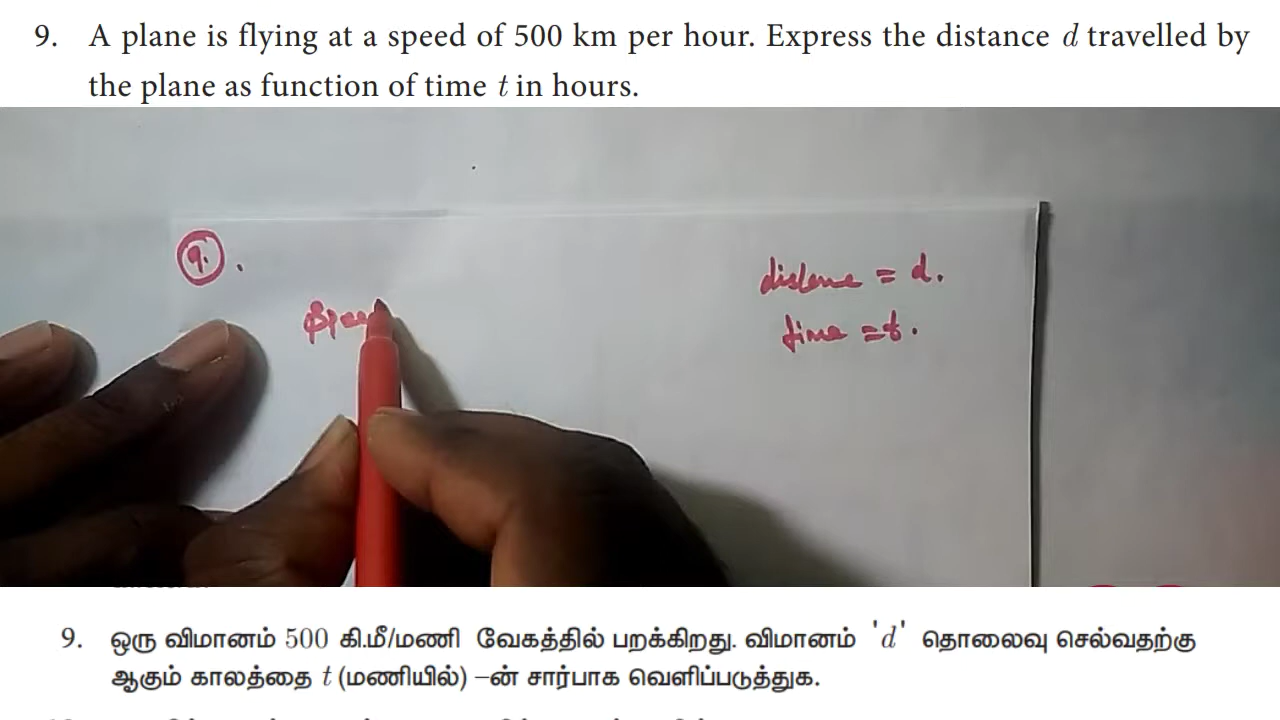 9. A plane is flying at a speed of 500 km per hour. Express the distance d travelled by
the plane as function of time t in hours.
9.
distance = d.
time = t.
9. ஒரு விமானம் 500 கி.மீ/மணி வேகத்தில் பறக்கிறது. விமானம் 'd' தொலைவு செல்வதற்கு
ஆகும் காலத்தை t (மணியில்) –ன் சார்பாக வெளிப்படுத்துக.